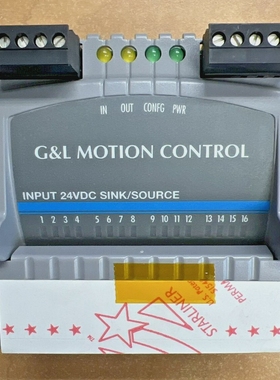 IN OUT CONFG PWR
G&L MOTION CONTROL
INPUT 24VDC SINK/SOURCE
1 2 3 4 5 6 7 8 9 10 11 12 13 14 15 16
STARLINER